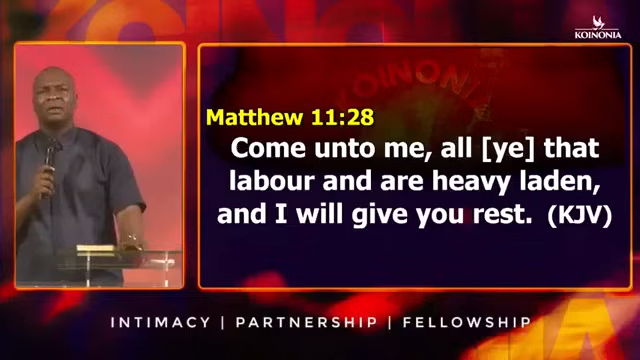 KOINONIA
KOINONIA
Matthew 11:28
Come unto me, all [ye] that
labour and are heavy laden,
and I will give you rest. (KJV)
INTIMACY | PARTNERSHIP | FELLOWSHIP